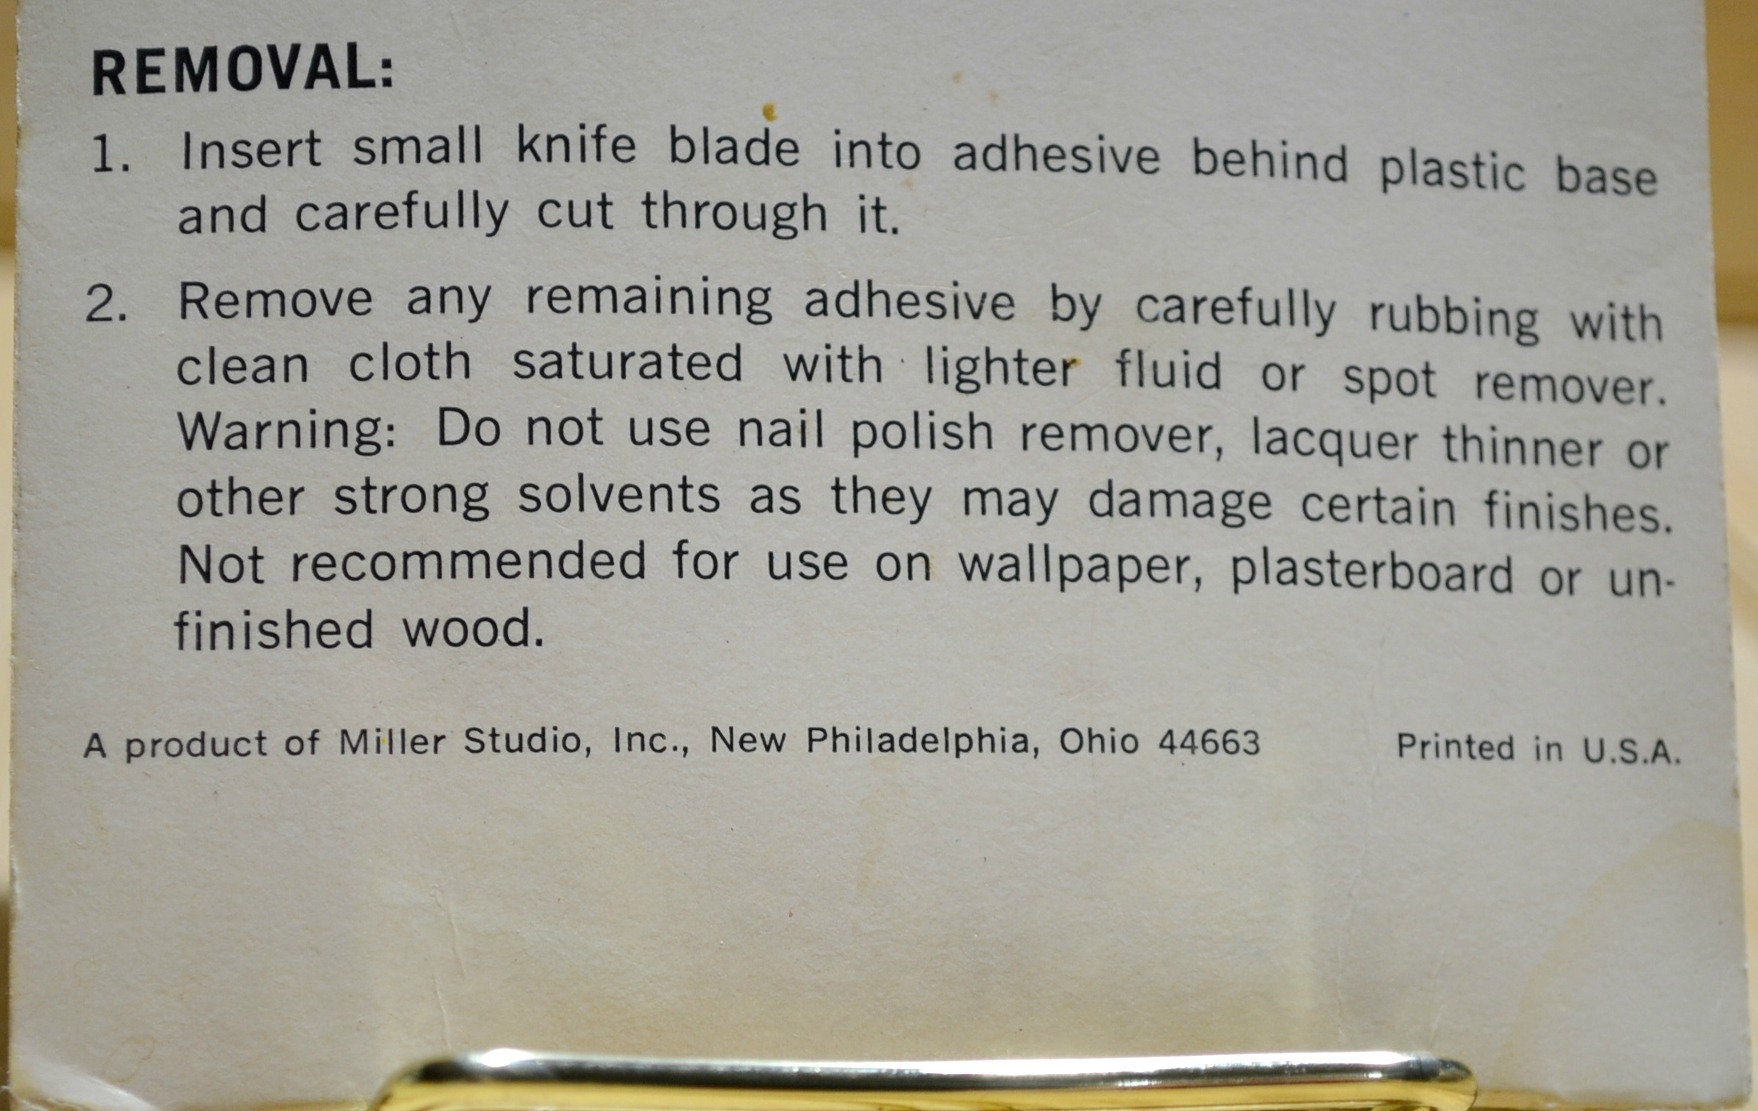 REMOVAL:
1. Insert small knife blade into adhesive behind plastic base
and carefully cut through it.
2. Remove any remaining adhesive by carefully rubbing with
clean cloth saturated with lighter fluid or spot remover.
Warning: Do not use nail polish remover, lacquer thinner or
other strong solvents as they may damage certain finishes.
Not recommended for use on wallpaper, plasterboard or un-
finished wood.
A product of Miller Studio, Inc., New Philadelphia, Ohio 44663 Printed in U.S.A.